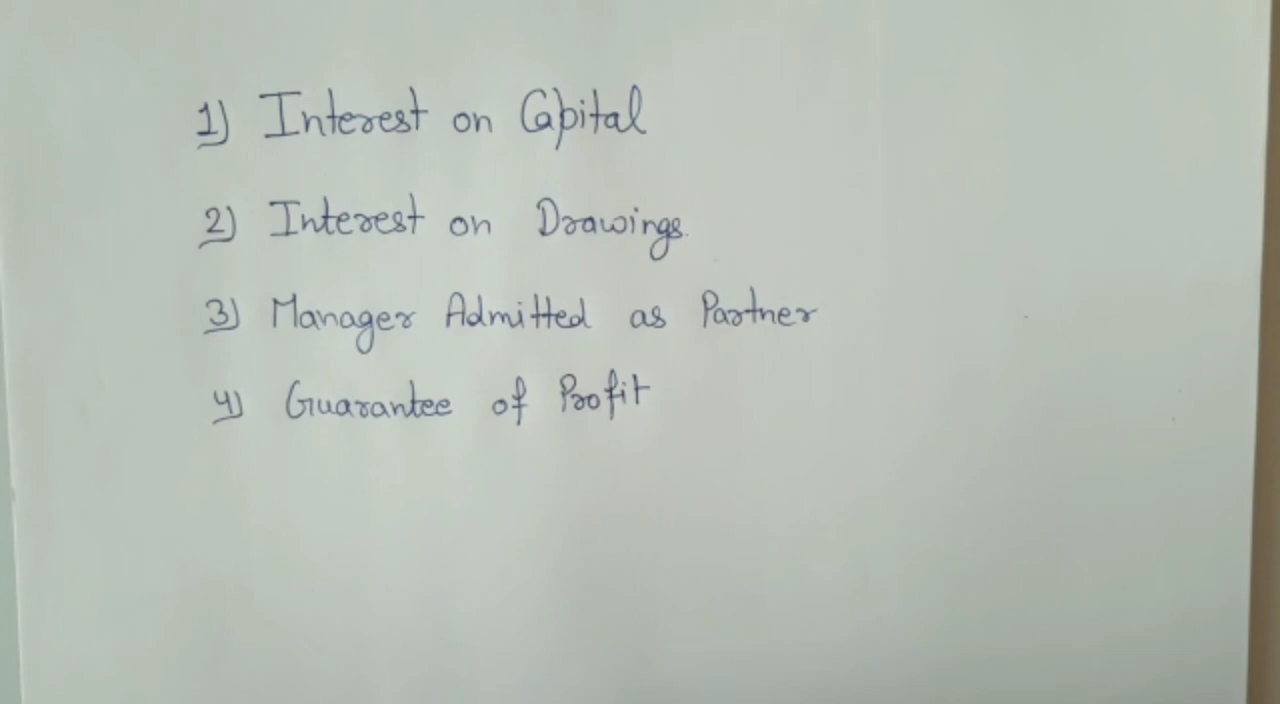 1) Interest on Capital
2) Interest on Drawings.
3) Manager Admitted as Partner
4) Guarantee of Profit